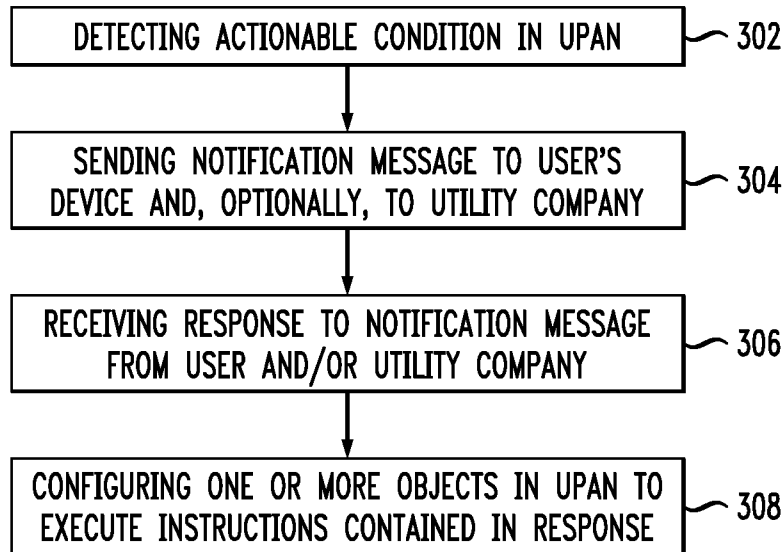 DETECTING ACTIONABLE CONDITION IN UPAN
302
SENDING NOTIFICATION MESSAGE TO USER'S
DEVICE AND, OPTIONALLY, TO UTILITY COMPANY
304
RECEIVING RESPONSE TO NOTIFICATION MESSAGE
FROM USER AND/OR UTILITY COMPANY
306
CONFIGURING ONE OR MORE OBJECTS IN UPAN TO
EXECUTE INSTRUCTIONS CONTAINED IN RESPONSE
308